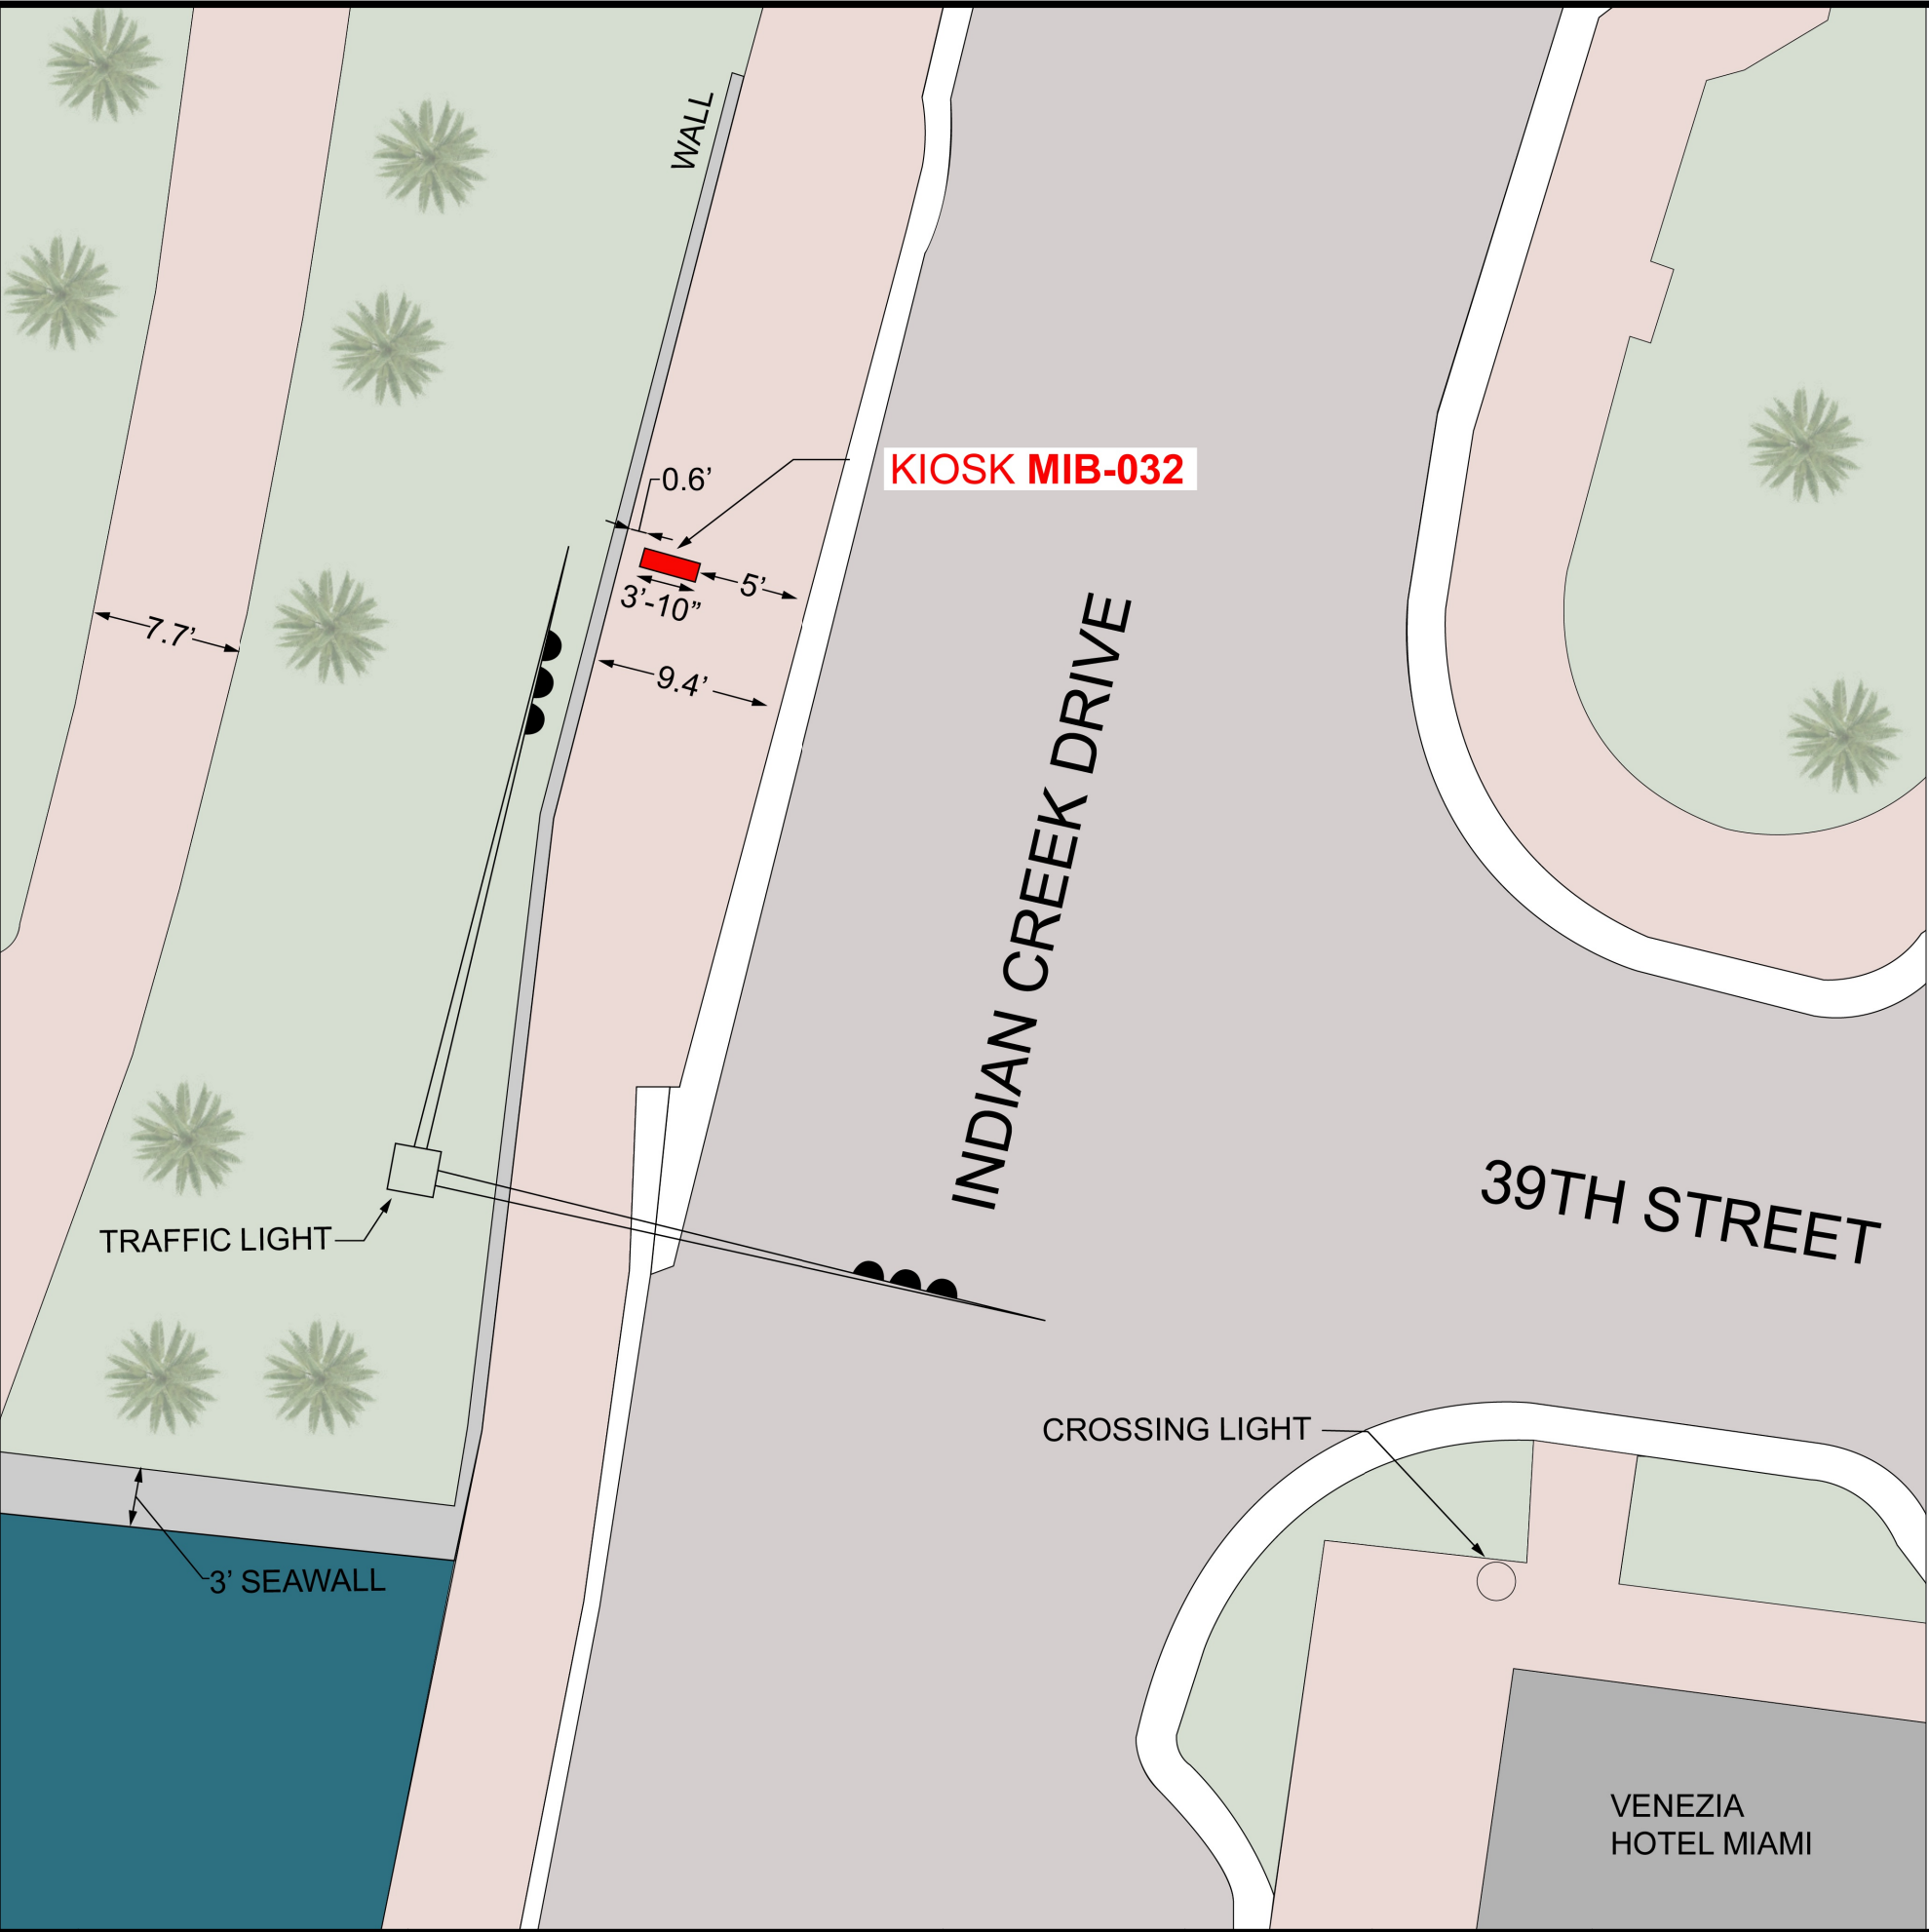 WALL
0.6’
KIOSK MIB-032
5’
3’-10”
7.7’
9.4’
INDIAN CREEK DRIVE
39TH STREET
TRAFFIC LIGHT
CROSSING LIGHT
3’ SEAWALL
VENEZIA
HOTEL MIAMI